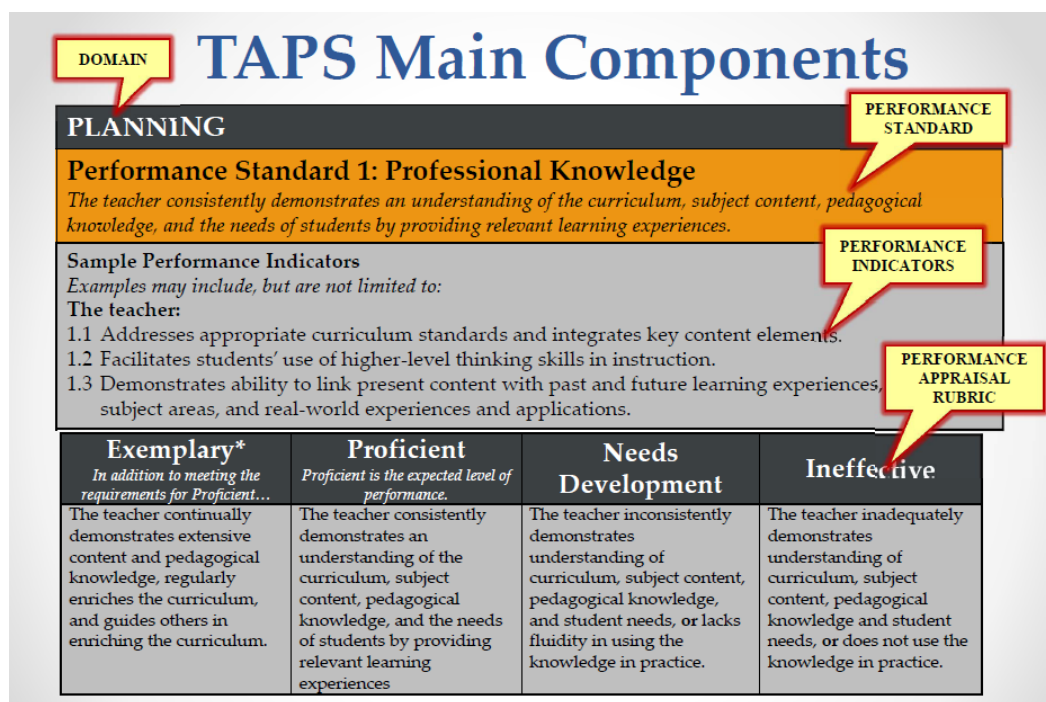 DOMAIN
TAPS Main Components
PLANNING
PERFORMANCE
STANDARD
Performance Standard 1: Professional Knowledge
The teacher consistently demonstrates an understanding of the curriculum, subject content, pedagogical
knowledge, and the needs of students by providing relevant learning experiences.
PERFORMANCE
INDICATORS
Sample Performance Indicators
Examples may include, but are not limited to:
The teacher:
1.1 Addresses appropriate curriculum standards and integrates key content elements.
1.2 Facilitates students' use of higher-level thinking skills in instruction.
1.3 Demonstrates ability to link present content with past and future learning experiences,
subject areas, and real-world experiences and applications.
PERFORMANCE
APPRAISAL
RUBRIC
Exemplary*
In addition to meeting the
requirements for Proficient…
The teacher continually
demonstrates extensive
content and pedagogical
knowledge, regularly
enriches the curriculum,
and guides others in
enriching the curriculum.
Proficient
Proficient is the expected level of
performance.
The teacher consistently
demonstrates an
understanding of the
curriculum, subject
content, pedagogical
knowledge, and the needs
of students by providing
relevant learning
experiences
Needs
Development
The teacher inconsistently
demonstrates
understanding of
curriculum, subject content,
pedagogical knowledge,
and student needs, or lacks
fluidity in using the
knowledge in practice.
Ineffective
The teacher inadequately
demonstrates
understanding of
curriculum, subject
content, pedagogical
knowledge and student
needs, or does not use the
knowledge in practice.